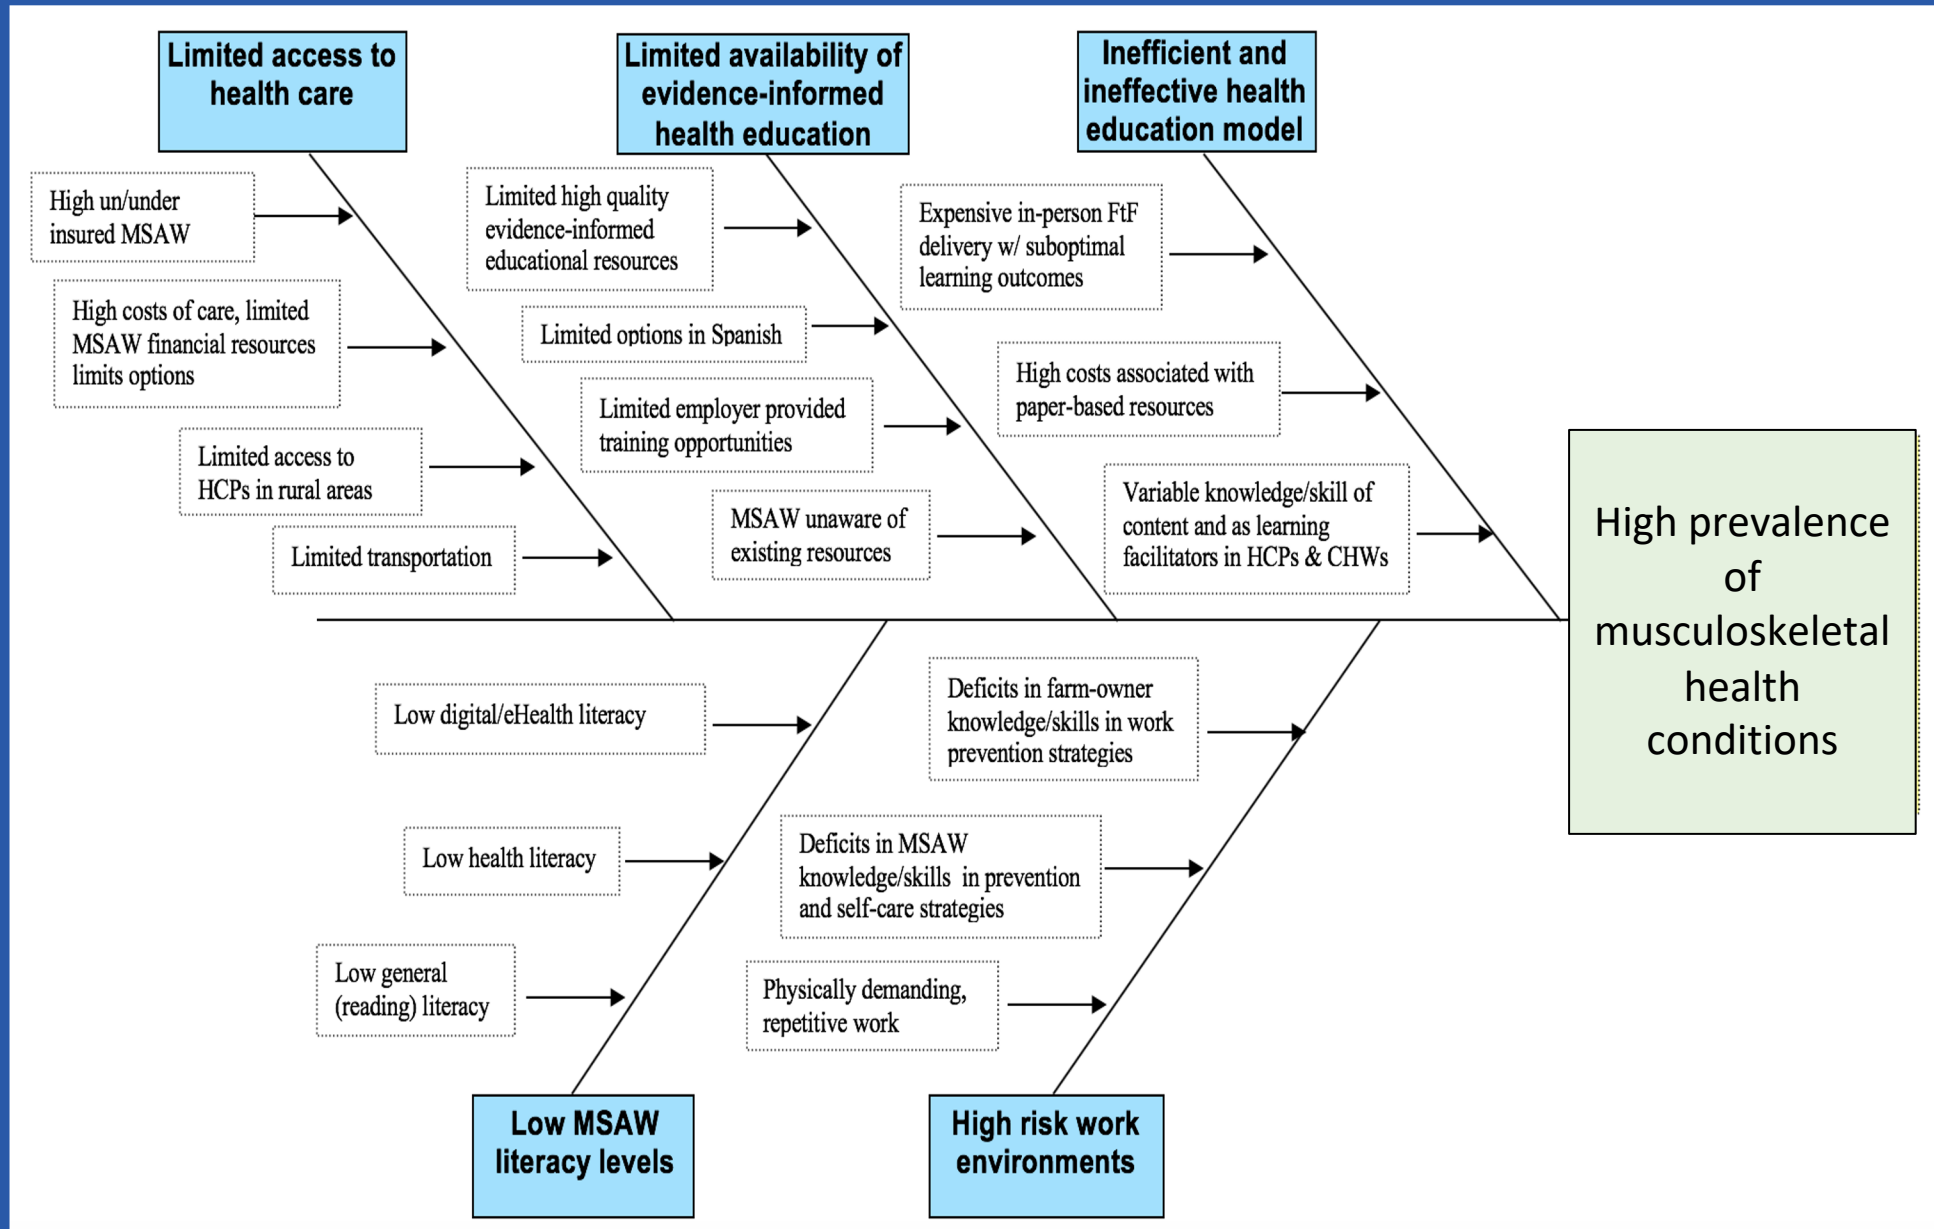 Limited access to
health care
Limited availability of
evidence-informed
health education
Inefficient and
ineffective health
education model
High un/under
insured MSAW
High costs of care, limited
MSAW financial resources
limits options
Limited access to
HCPs in rural areas
Limited transportation
Limited high quality
evidence-informed
educational resources
Limited options in Spanish
Limited employer provided
training opportunities
MSAW unaware of
existing resources
Expensive in-person FtF
delivery w/ suboptimal
learning outcomes
High costs associated with
paper-based resources
Variable knowledge/skill of
content and as learning
facilitators in HCPs & CHWs
High prevalence
of
musculoskeletal
health
conditions
Low digital/eHealth literacy
Low health literacy
Low general
(reading) literacy
Deficits in farm-owner
knowledge/skills in work
prevention strategies
Deficits in MSAW
knowledge/skills in prevention
and self-care strategies
Physically demanding,
repetitive work
Low MSAW
literacy levels
High risk work
environments